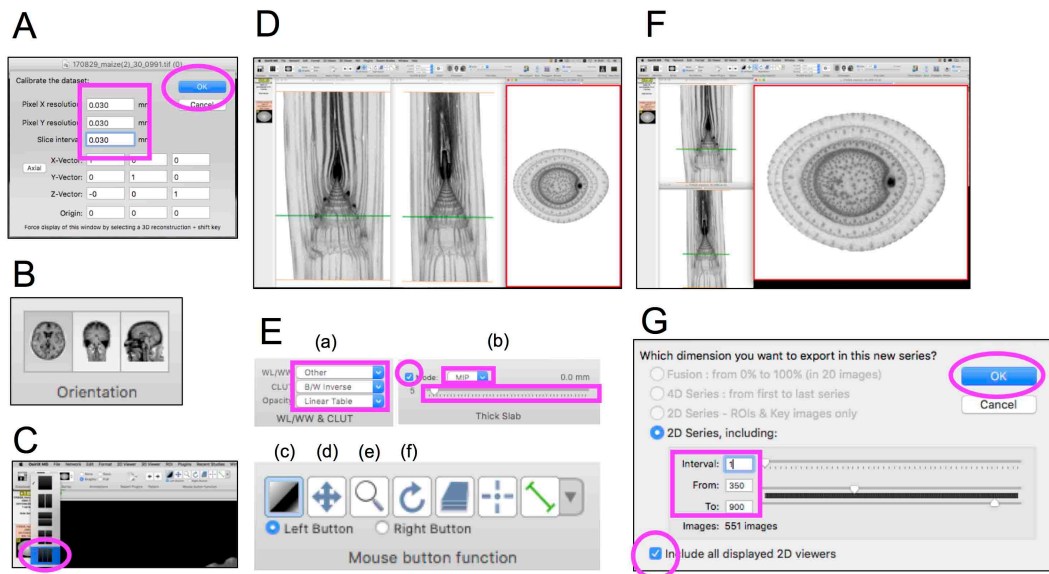 A
170829_maize(2)_30_0991.tif (0)
Calibrate the dataset:
OK
Pixel X resolution 0.030 mm
Cancel
Pixel Y resolution 0.030 mm
Slice interval 0.030 mm
Axial
X-Vector: 0 0
Y-Vector: 0 1 0
Z-Vector: -0 0 1
Origin: 0 0 0
Force display of this window by selecting a 3D reconstruction + shift key
B
Orientation
C
D
E
(a)
WL/WW Other
CLUT B/W Inverse
Opacity Linear Table
WL/WW & CLUT
(b)
Mode: MIP 0.0 mm
5
Thick Slab
(c) (d) (e) (f)
Left Button Right Button
Mouse button function
F
G
Which dimension you want to export in this new series?
Fusion : from 0% to 100% (in 20 images)
OK
4D Series : from first to last series
Cancel
2D Series - ROIs & Key images only
2D Series, including:
Interval: 1
From: 350
To: 900
Images: 551 images
Include all displayed 2D viewers